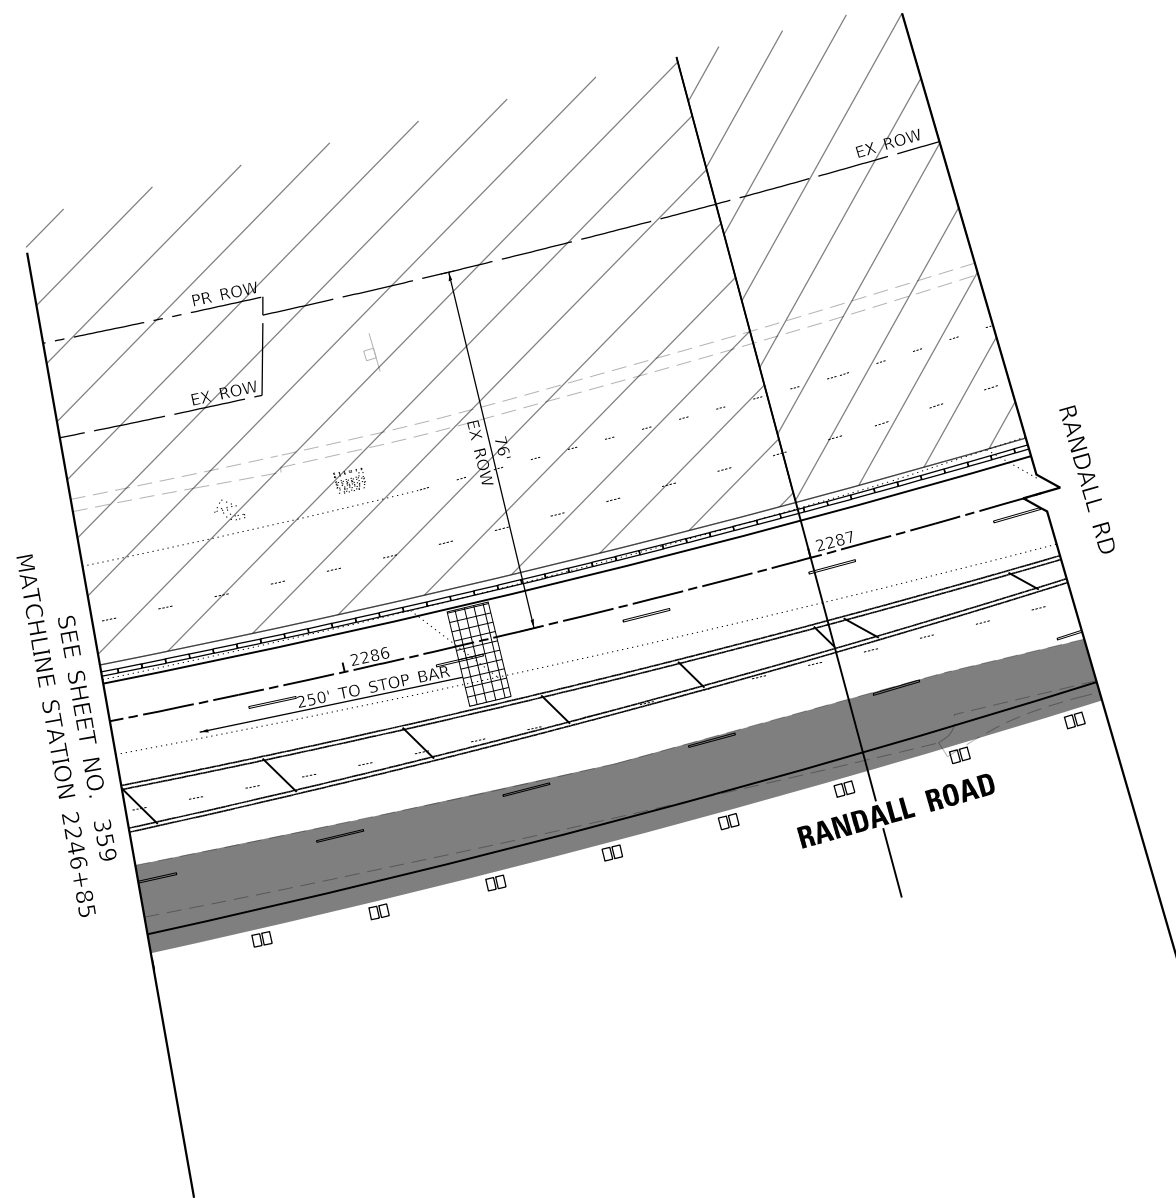 EX ROW
PR ROW
EX ROW
76'
EX ROW
RANDALL RD
2287
2286
250' TO STOP BAR
SEE SHEET NO. 359
MATCHLINE STATION 2246+85
RANDALL ROAD